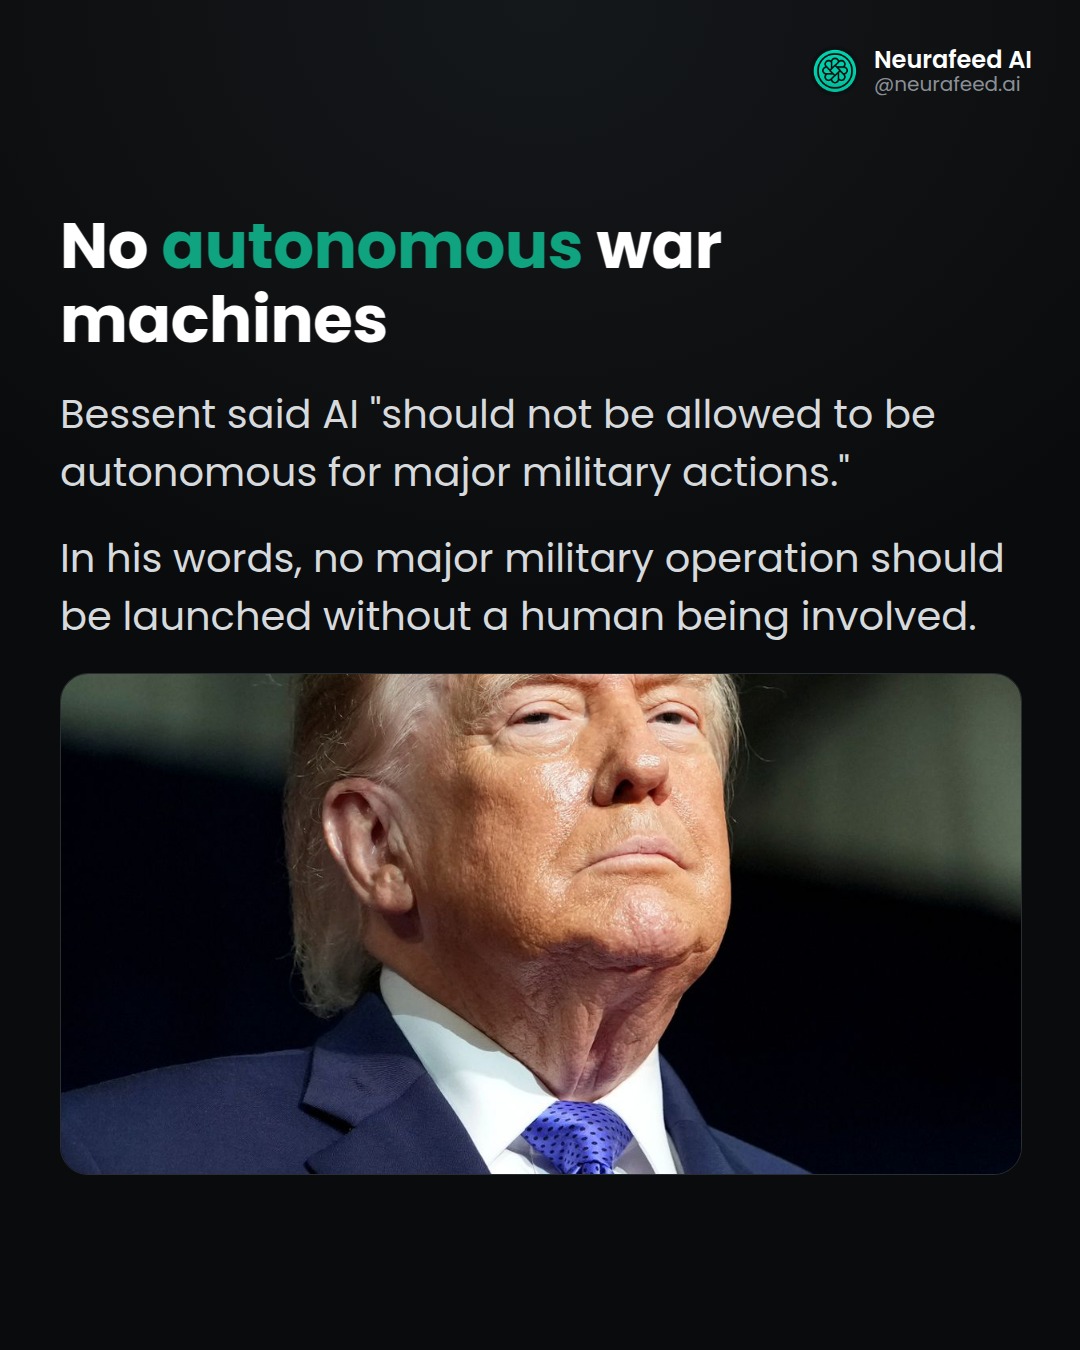 Neurafeed AI
@neurafeed.ai
No autonomous war
machines
Bessent said AI "should not be allowed to be
autonomous for major military actions."
In his words, no major military operation should
be launched without a human being involved.